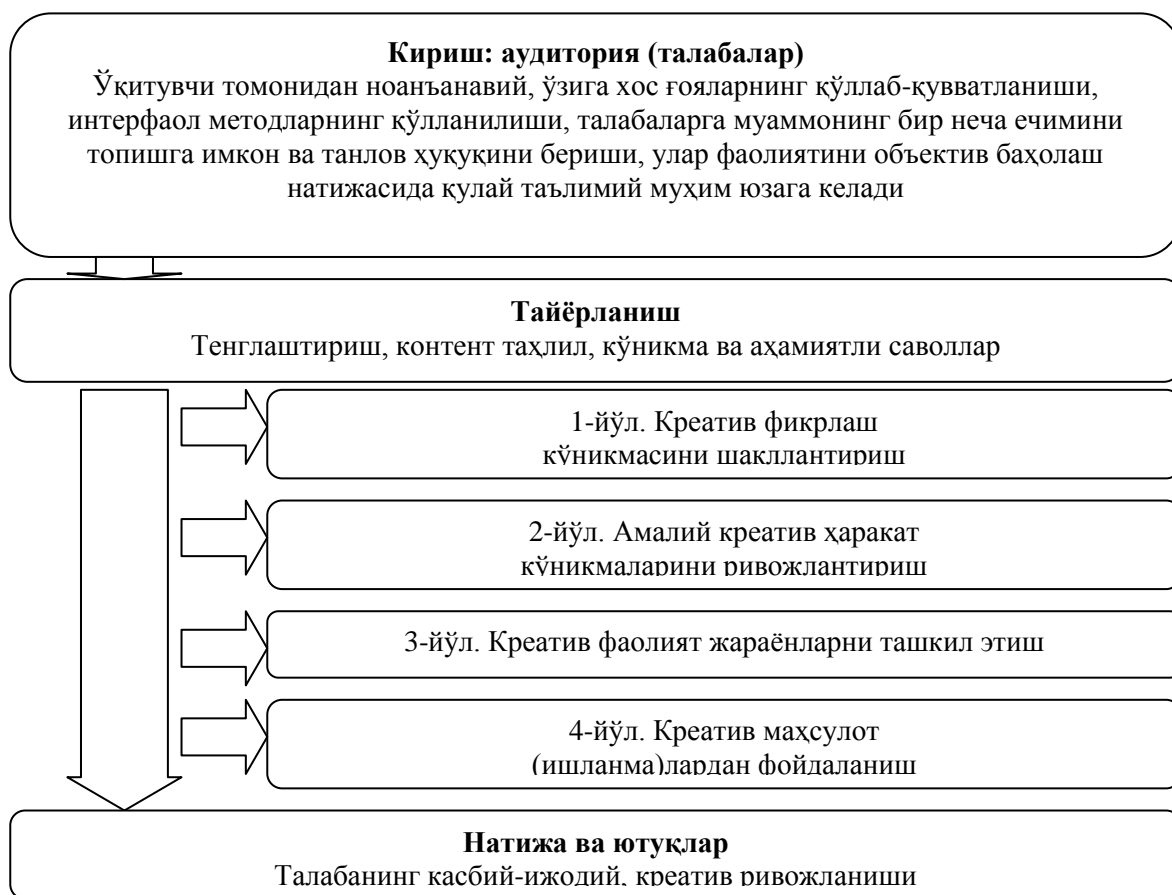 Кириш: аудитория (талабалар)
Ўқитувчи томонидан ноанъанавий, ўзига хос ғояларнинг қўллаб-қувватланиши,
интерфаол методларнинг қўлланилиши, талабаларга муаммонинг бир неча ечимини
топишга имкон ва танлов ҳуқуқини бериши, улар фаолиятини объектив баҳолаш
натижасида қулай таълимий муҳим юзага келади
Тайёрланиш
Тенглаштириш, контент таҳлил, кўникма ва аҳамиятли саволлар
1-йўл. Креатив фикрлаш
кўникмасини шакллантириш
2-йўл. Амалий креатив ҳаракат
кўникмаларини ривожлантириш
3-йўл. Креатив фаолият жараёнларни ташкил этиш
4-йўл. Креатив маҳсулот
(ишланма)лардан фойдаланиш
Натижа ва ютуқлар
Талабанинг касбий-ижодий, креатив ривожланиши